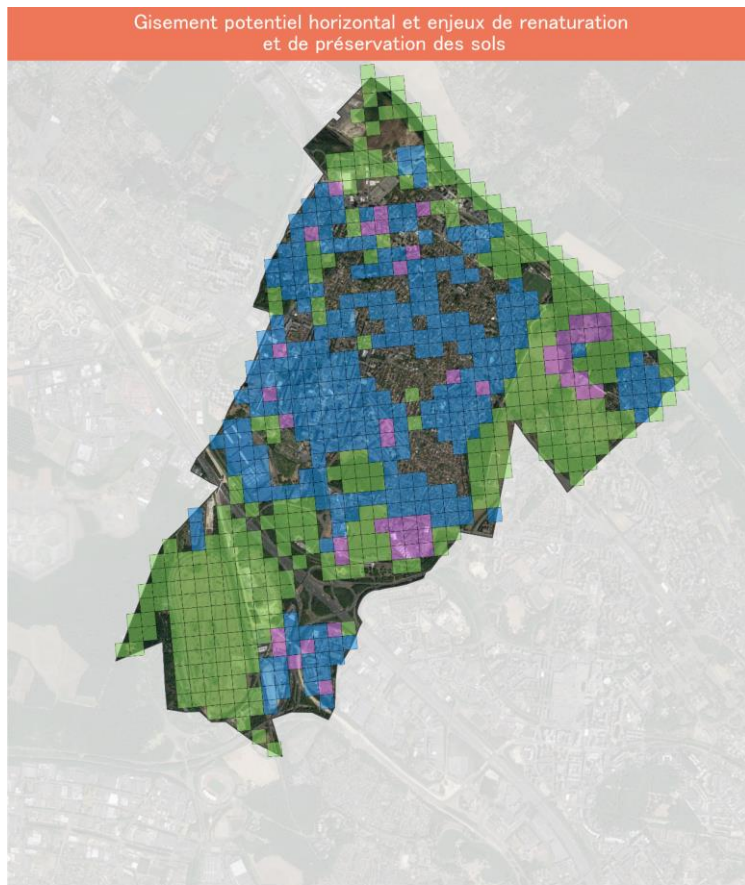 Gisement potentiel horizontal et enjeux de renaturation
et de préservation des sols